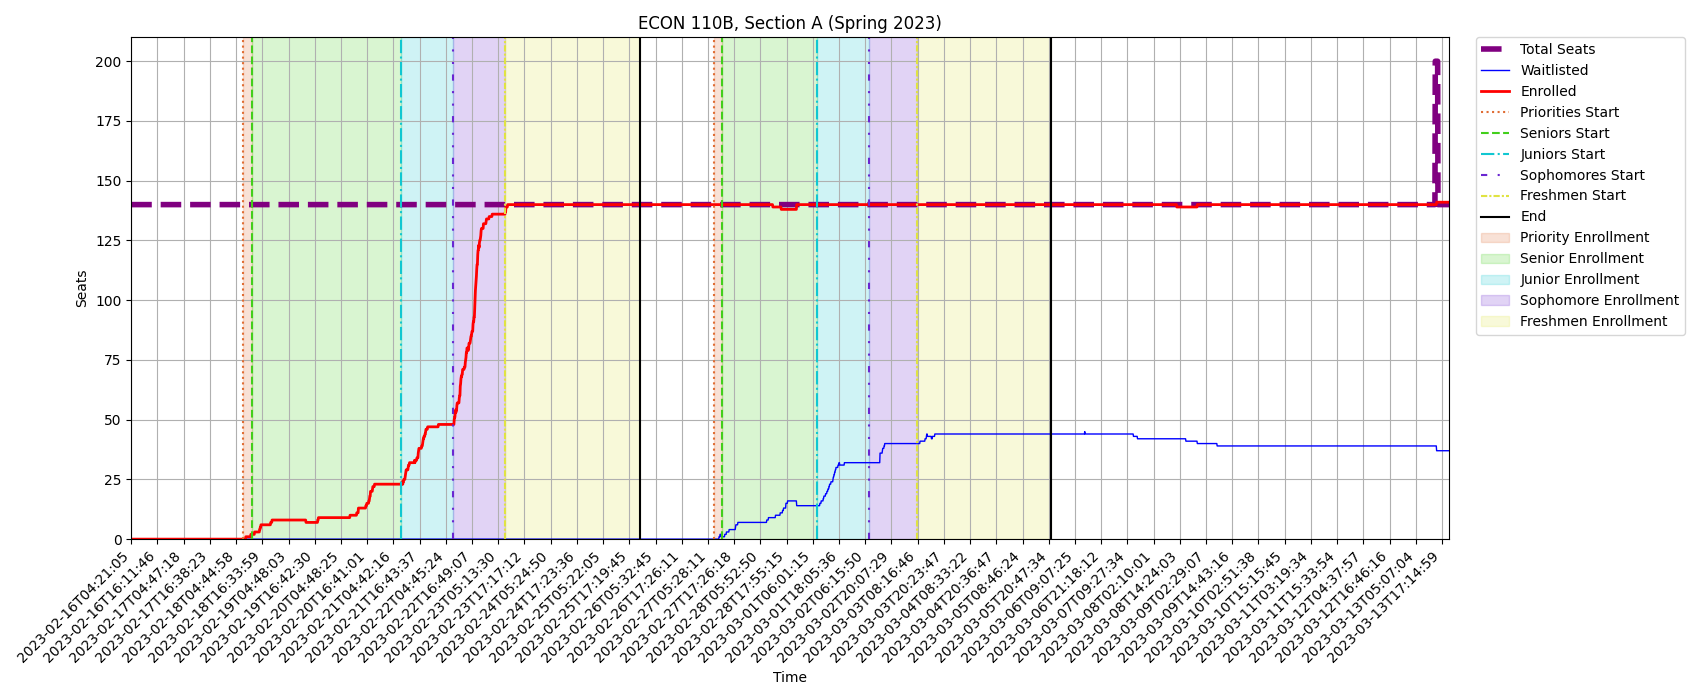 ECON 110B, Section A (Spring 2023)
Seats
200
175
150
125
100
75
50
25
0
Total Seats
Waitlisted
Enrolled
Priorities Start
Seniors Start
Juniors Start
Sophomores Start
Freshmen Start
End
Priority Enrollment
Senior Enrollment
Junior Enrollment
Sophomore Enrollment
Freshmen Enrollment
2023-02-16T04:21:05
2023-02-16T16:11:46
2023-02-17T04:47:18
2023-02-17T16:38:23
2023-02-18T04:44:58
2023-02-18T16:33:59
2023-02-19T04:48:03
2023-02-19T16:42:30
2023-02-20T04:48:25
2023-02-20T16:41:01
2023-02-21T04:42:16
2023-02-21T16:43:37
2023-02-22T04:45:24
2023-02-22T16:49:07
2023-02-23T05:13:30
2023-02-23T17:17:12
2023-02-24T05:24:50
2023-02-24T17:23:36
2023-02-25T05:22:05
2023-02-25T17:19:45
2023-02-26T05:32:45
2023-02-26T17:26:11
2023-02-27T05:28:11
2023-02-27T17:26:18
2023-02-28T05:52:50
2023-02-28T17:55:15
2023-03-01T06:01:15
2023-03-01T18:05:36
2023-03-02T06:15:50
2023-03-02T20:07:29
2023-03-03T08:16:46
2023-03-03T20:23:47
2023-03-04T08:33:22
2023-03-04T20:36:47
2023-03-05T08:46:24
2023-03-05T20:47:34
2023-03-06T09:07:25
2023-03-06T21:18:12
2023-03-07T09:27:34
2023-03-08T02:10:01
2023-03-08T14:24:03
2023-03-09T02:29:07
2023-03-09T14:43:16
2023-03-10T02:51:38
2023-03-10T15:15:45
2023-03-11T03:19:34
2023-03-11T15:33:54
2023-03-12T04:37:57
2023-03-12T16:46:16
2023-03-13T05:07:04
2023-03-13T17:14:59
Time